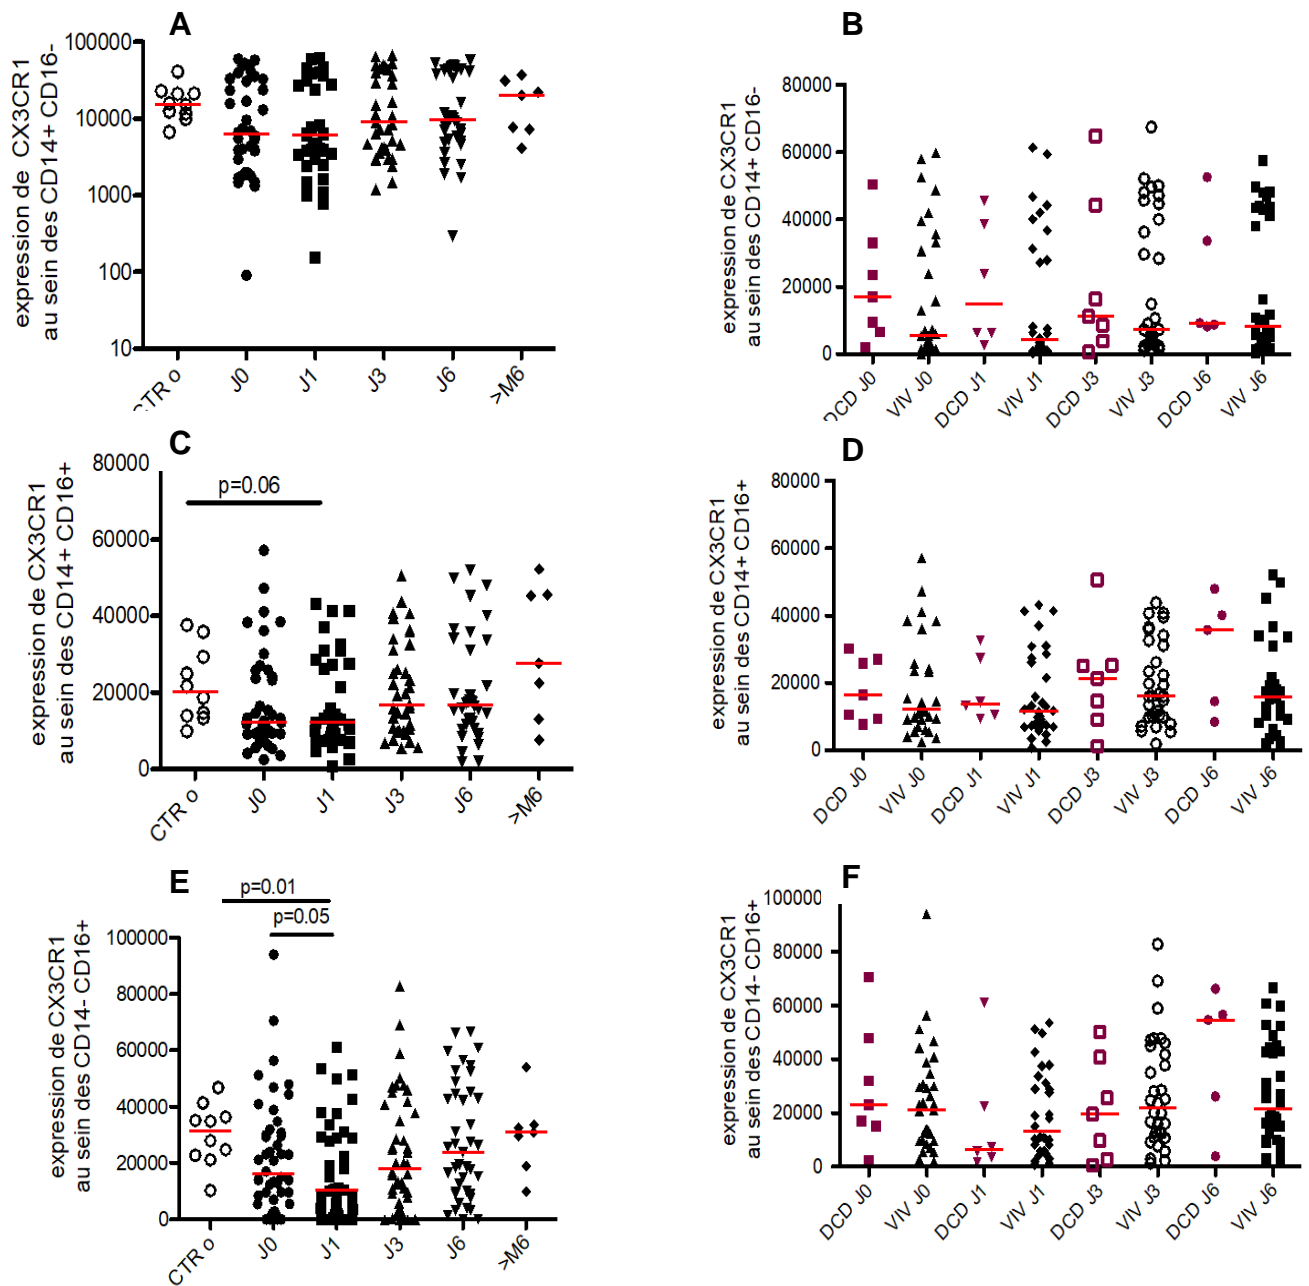 A
expression de CX3CR1
au sein des CD14+ CD16-
100000
10000
1000
100
10
CTR o
J0
J1
J3
J6
>M6
B
expression de CX3CR1
au sein des CD14+ CD16-
80000
60000
40000
20000
0
DCD J0
VIV J0
DCD J1
VIV J1
DCD J3
VIV J3
DCD J6
VIV J6
C
expression de CX3CR1
au sein des CD14+ CD16+
p=0.06
80000
60000
40000
20000
0
CTR o
J0
J1
J3
J6
>M6
D
expression de CX3CR1
au sein des CD14+ CD16+
80000
60000
40000
20000
0
DCD J0
VIV J0
DCD J1
VIV J1
DCD J3
VIV J3
DCD J6
VIV J6
E
expression de CX3CR1
au sein des CD14- CD16+
p=0.01
p=0.05
100000
80000
60000
40000
20000
0
CTR o
J0
J1
J3
J6
>M6
F
expression de CX3CR1
au sein des CD14- CD16+
100000
80000
60000
40000
20000
0
DCD J0
VIV J0
DCD J1
VIV J1
DCD J3
VIV J3
DCD J6
VIV J6